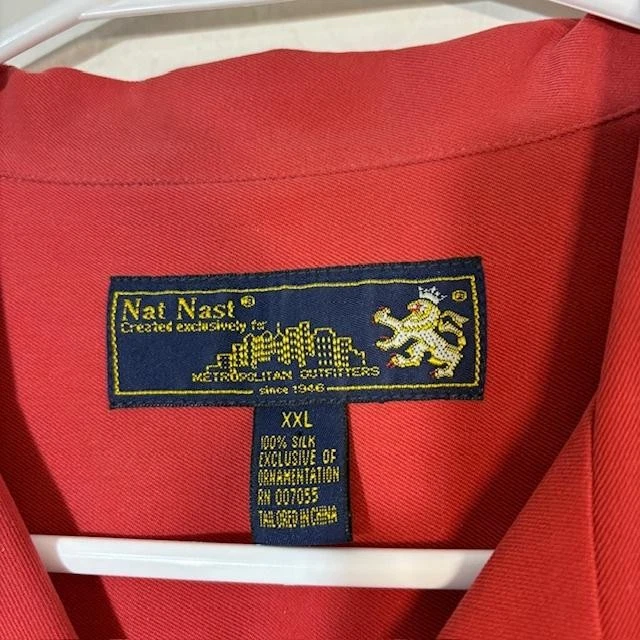 Nat Nast ®
Created exclusively for
METROPOLITAN OUTFITTERS
since 1946
®
XXL
100% SILK
EXCLUSIVE OF
ORNAMENTATION
RN 007055
TAILORED IN CHINA